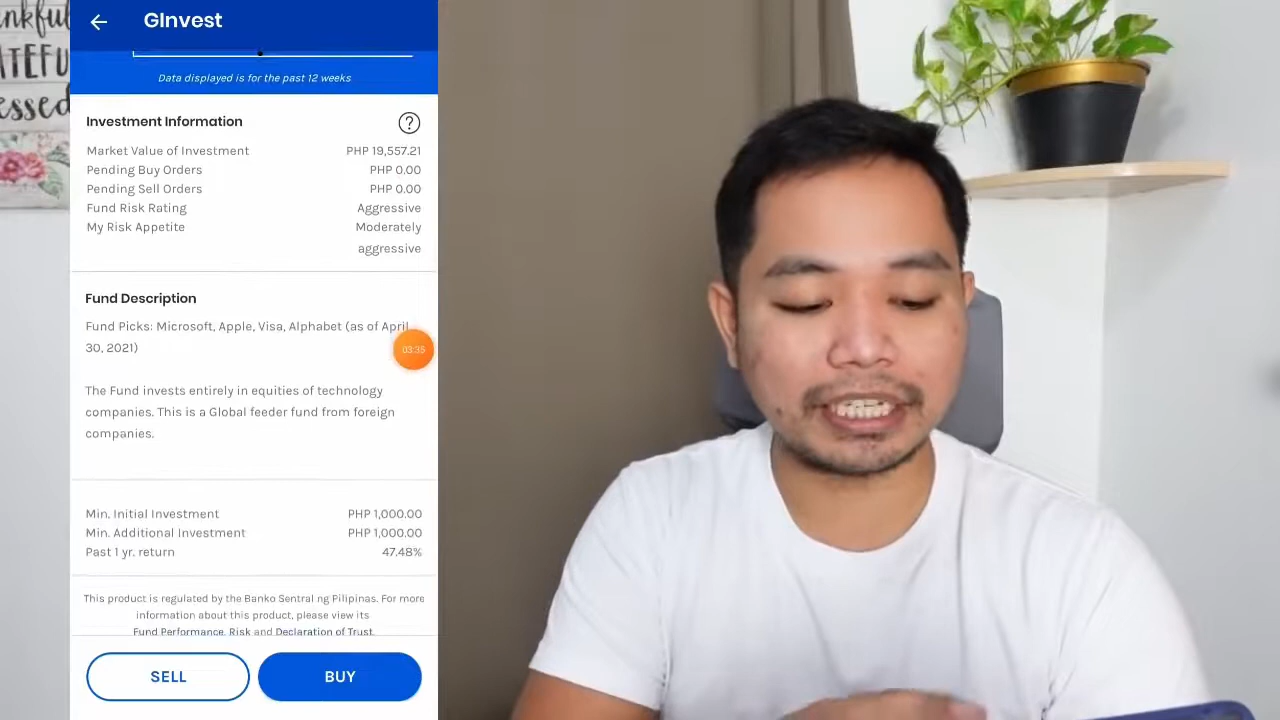 nkful
ATEFU
essed
GInvest
Data displayed is for the past 12 weeks
Investment Information
?
Market Value of Investment PHP 19,557.21
Pending Buy Orders PHP 0.00
Pending Sell Orders PHP 0.00
Fund Risk Rating Aggressive
My Risk Appetite Moderately
aggressive
Fund Description
Fund Picks: Microsoft, Apple, Visa, Alphabet (as of April
30, 2021)
03:35
The Fund invests entirely in equities of technology
companies. This is a Global feeder fund from foreign
companies.
Min. Initial Investment PHP 1,000.00
Min. Additional Investment PHP 1,000.00
Past 1 yr. return 47.48%
This product is regulated by the Banko Sentral ng Pilipinas. For more
information about this product, please view its
Fund Performance, Risk and Declaration of Trust.
SELL BUY